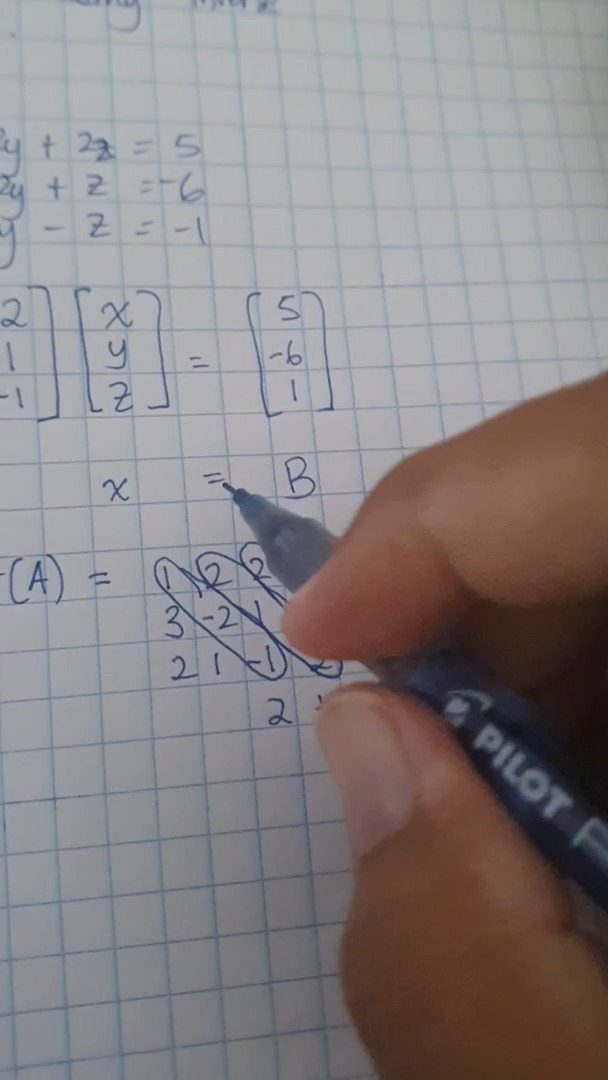 2y + 2z = 5
2y + z = -6
y - z = -1
2 ] [ x ] = [ 5 ]
1 ] [ y ] = [ -6 ]
-1 ] [ z ] = [ 1 ]
x = B
(A) = 1 2 2
3 -2 1
2 1 -1
2
PILOT